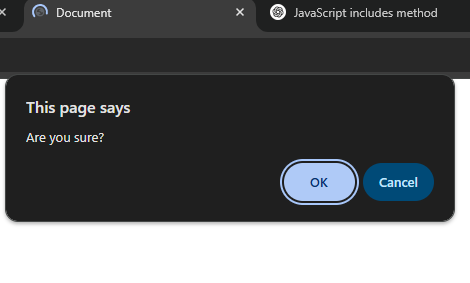 Document
JavaScript includes method
This page says
Are you sure?
OK
Cancel